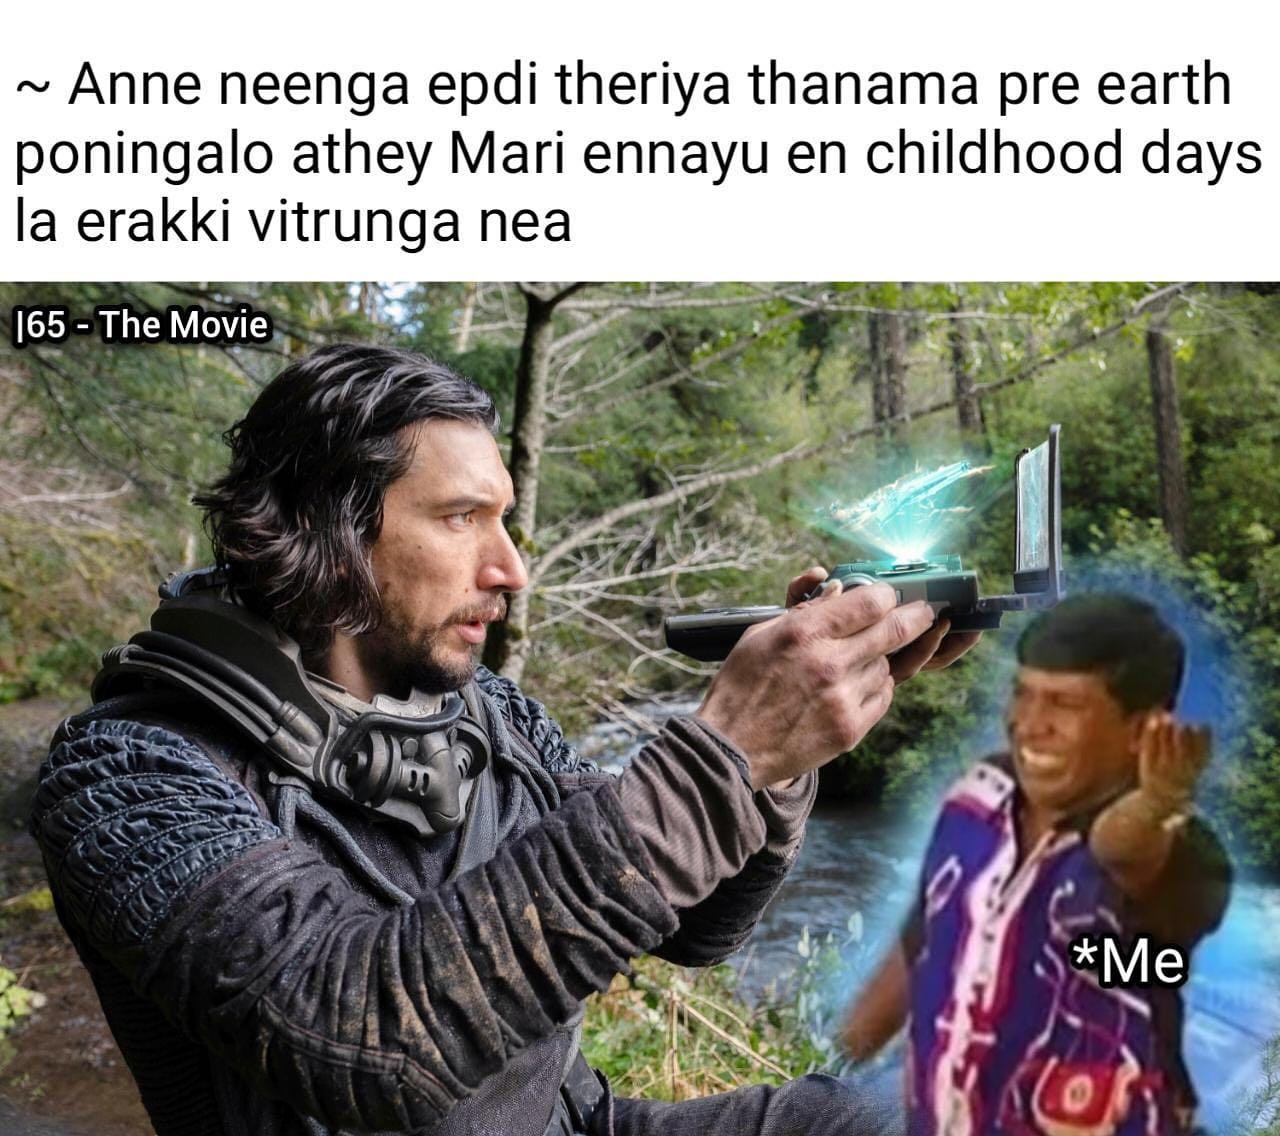 ~ Anne neenga epdi theriya thanama pre earth
poningalo athey Mari ennayu en childhood days
la erakki vitrunga nea
|65 - The Movie
*Me